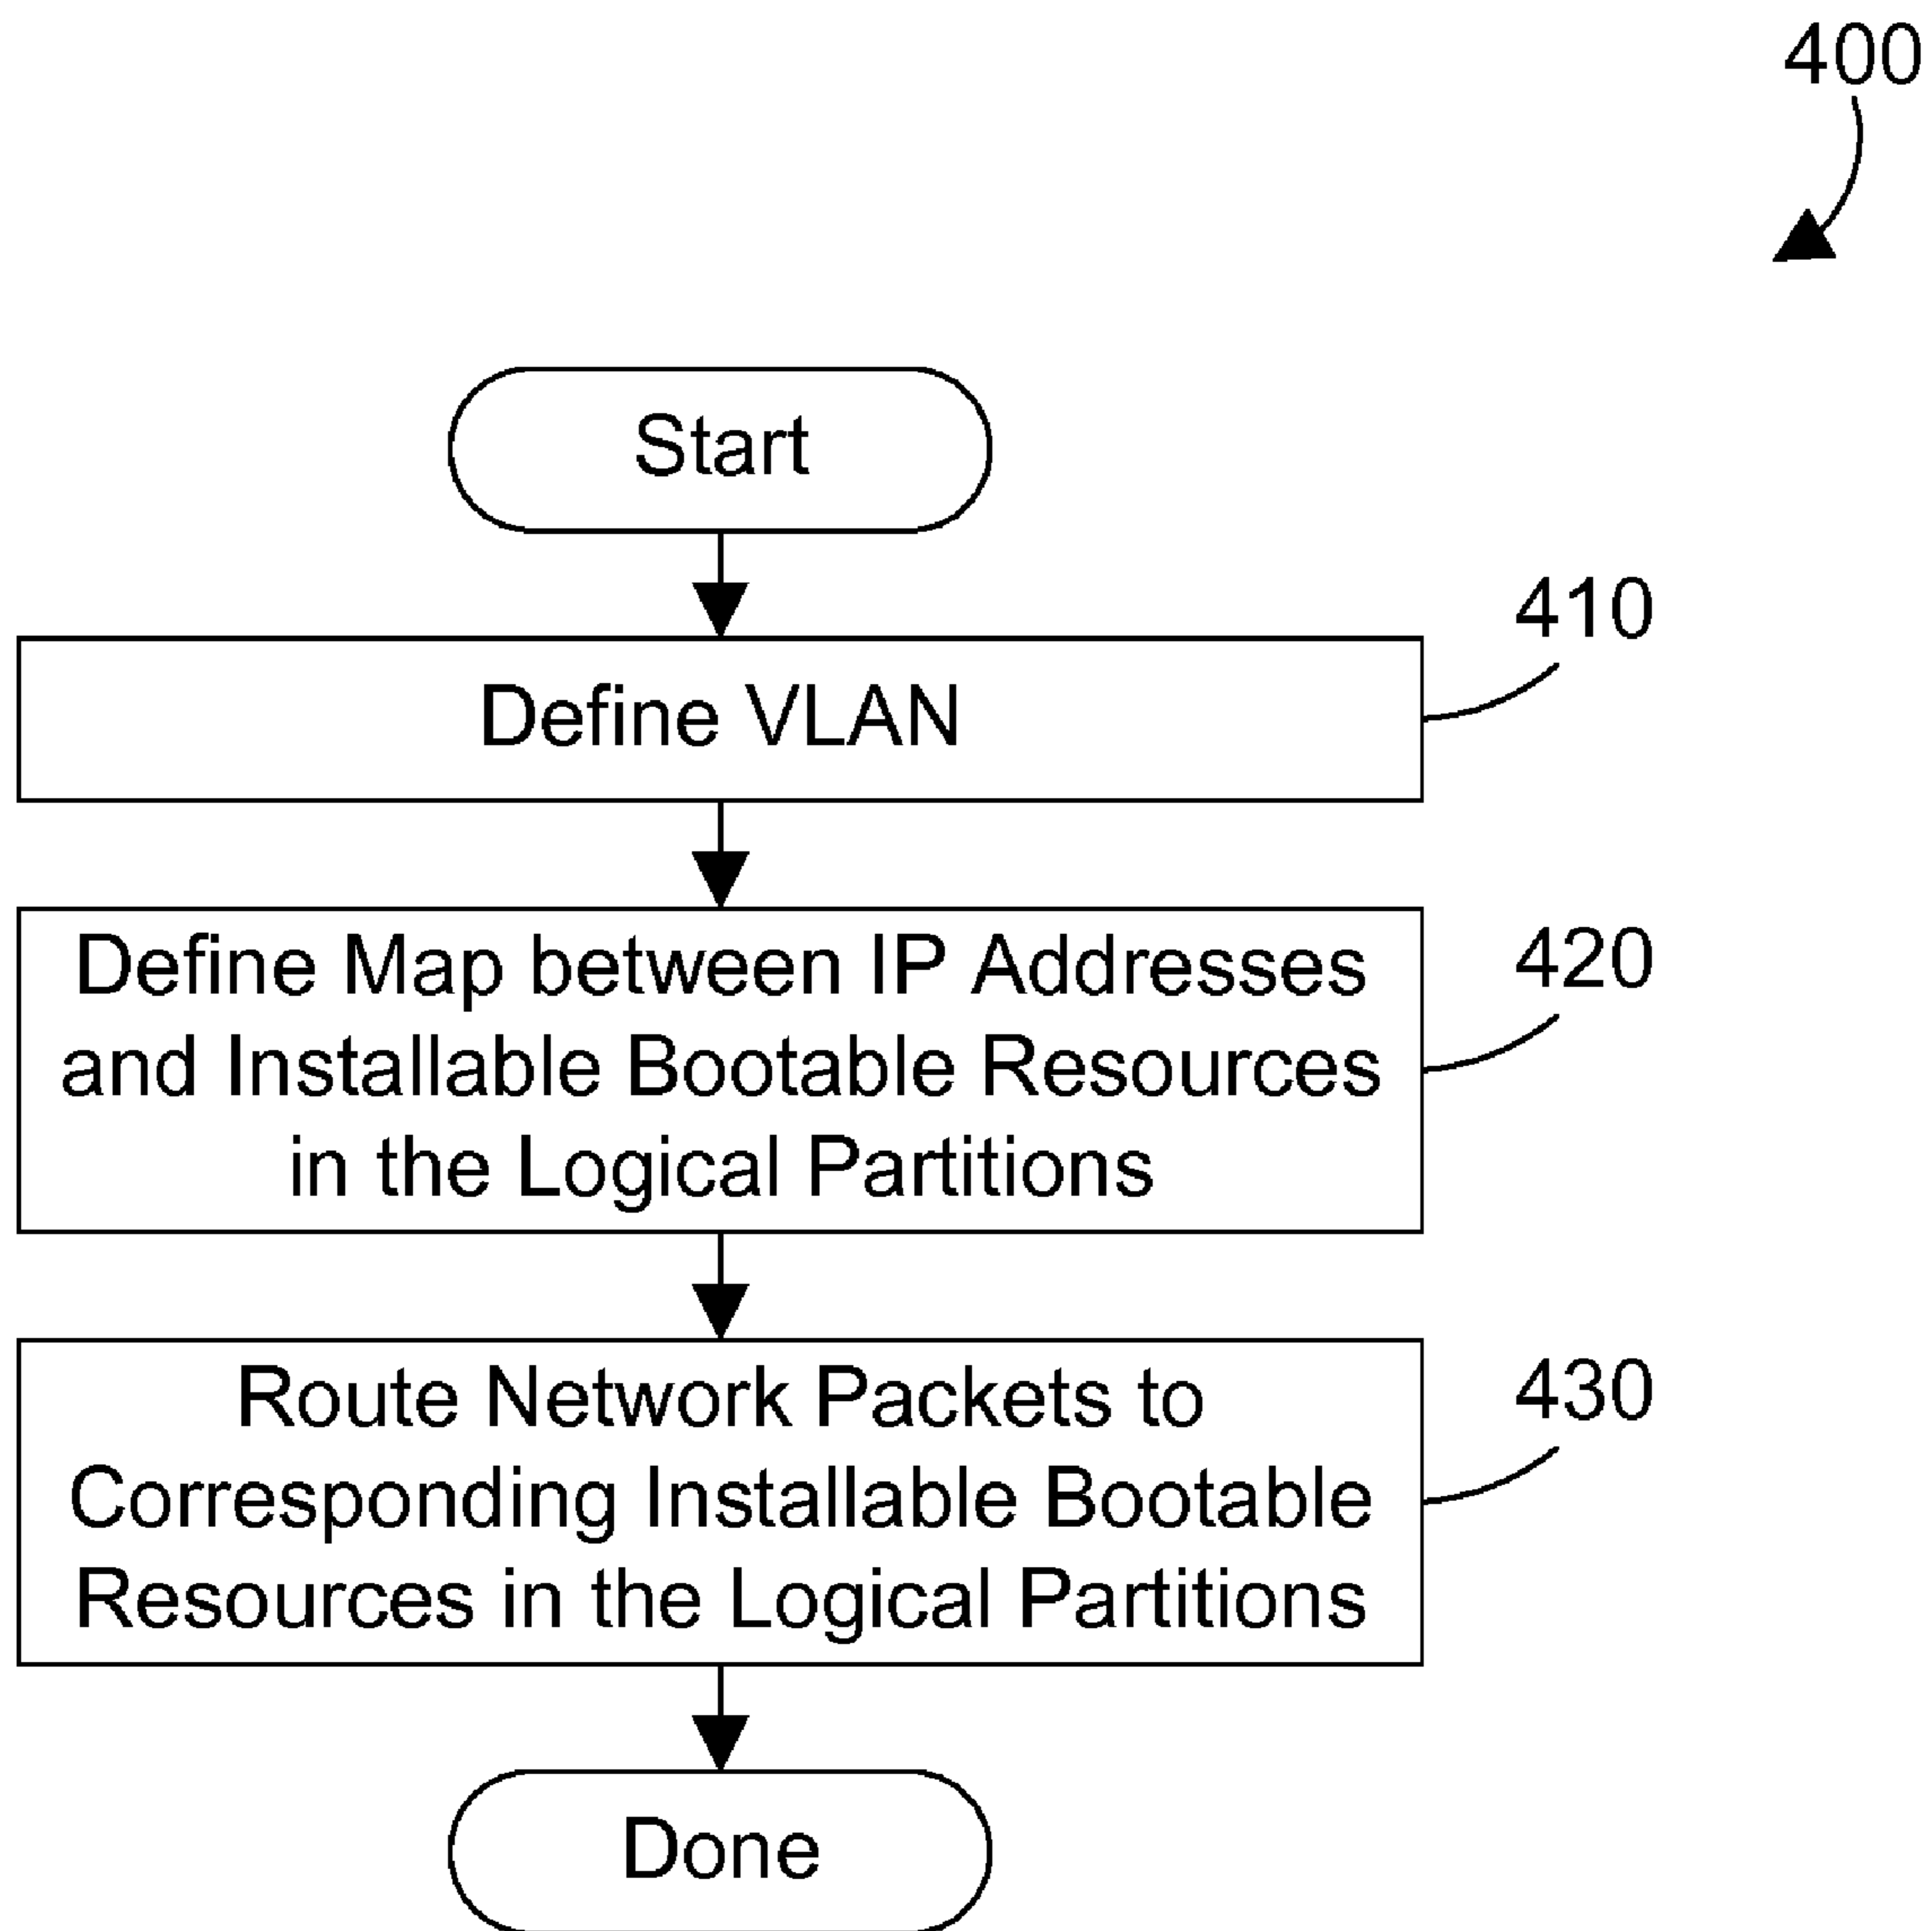 400
Start
410
Define VLAN
420
Define Map between IP Addresses
and Installable Bootable Resources
in the Logical Partitions
430
Route Network Packets to
Corresponding Installable Bootable
Resources in the Logical Partitions
Done